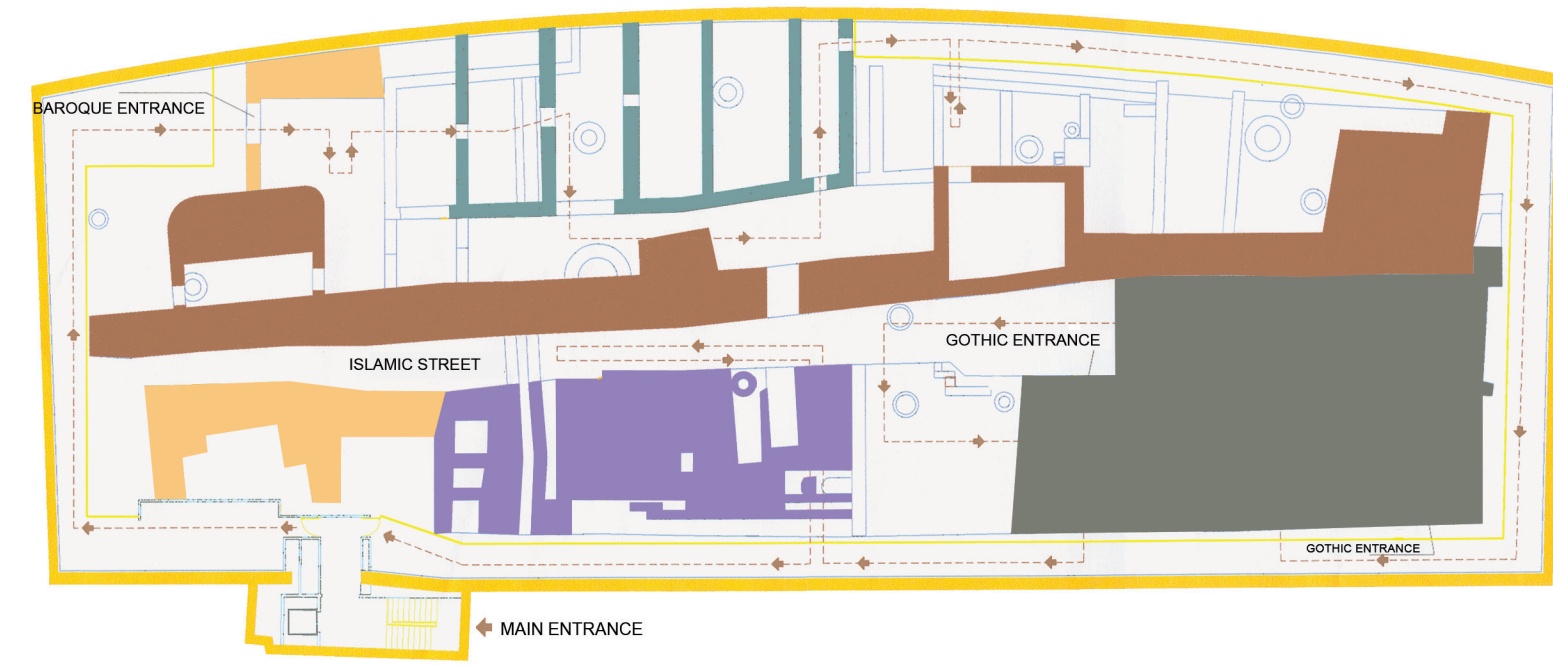 BAROQUE ENTRANCE
GOTHIC ENTRANCE
ISLAMIC STREET
GOTHIC ENTRANCE
MAIN ENTRANCE